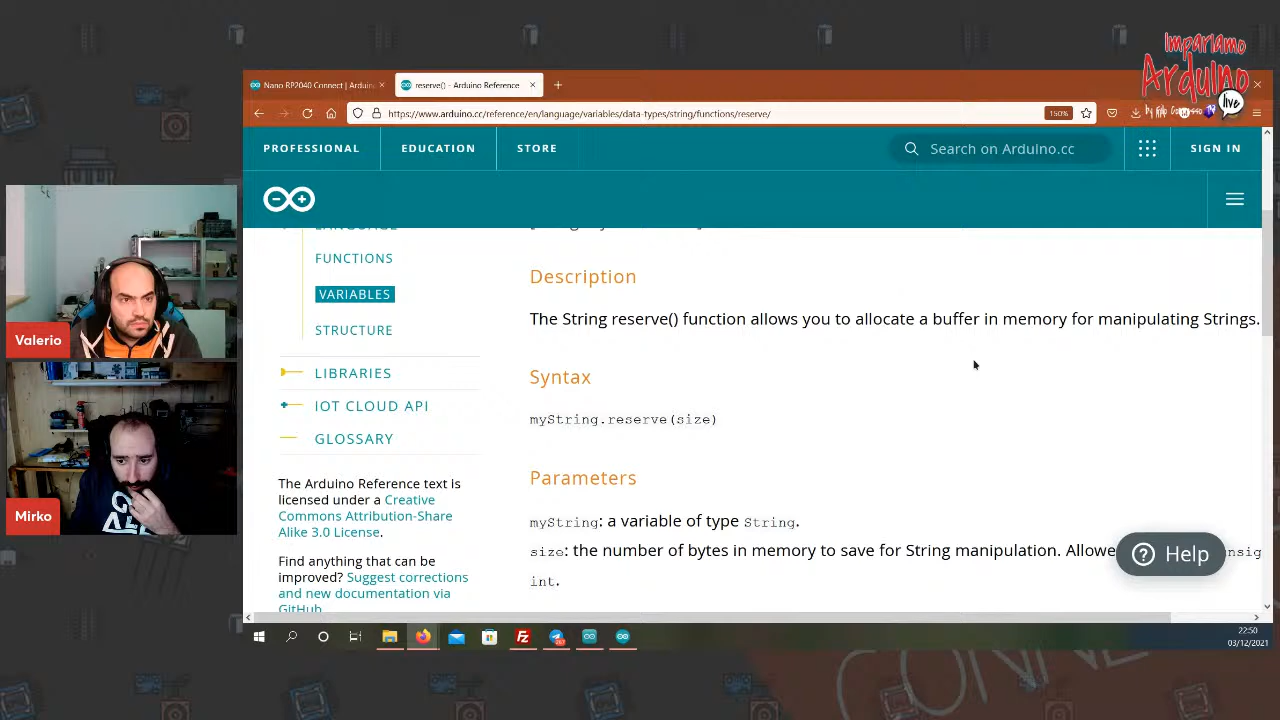 Impariamo
Arduino
live
Nano RP2040 Connect | Arduin
reserve() - Arduino Reference
https://www.arduino.cc/reference/en/language/variables/data-types/string/functions/reserve/
150%
PROFESSIONAL
EDUCATION
STORE
Search on Arduino.cc
SIGN IN
LANGUAGE
FUNCTIONS
VARIABLES
STRUCTURE
LIBRARIES
IOT CLOUD API
GLOSSARY
The Arduino Reference text is
licensed under a Creative
Commons Attribution-Share
Alike 3.0 License.
Find anything that can be
improved? Suggest corrections
and new documentation via
GitHub.
Description
The String reserve() function allows you to allocate a buffer in memory for manipulating Strings.
Syntax
myString.reserve(size)
Parameters
myString: a variable of type String.
size: the number of bytes in memory to save for String manipulation. Allowe
nsig
int.
Help
Valerio
Mirko
22:50
03/12/2021
CONNE